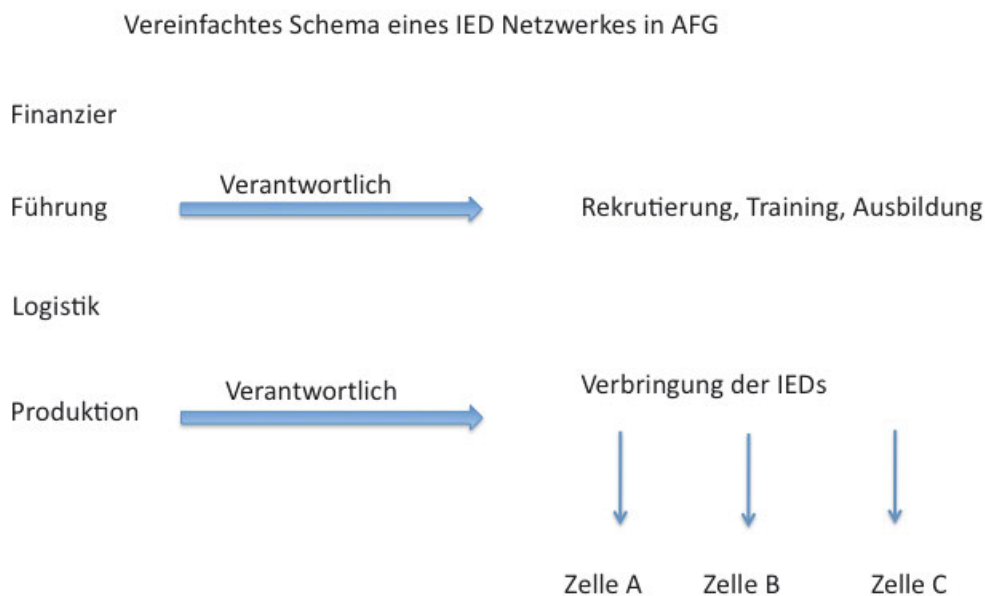 Vereinfachtes Schema eines IED Netzwerkes in AFG
Finanzier
Führung
Verantwortlich
Rekrutierung, Training, Ausbildung
Logistik
Produktion
Verantwortlich
Verbringung der IEDs
Zelle A
Zelle B
Zelle C